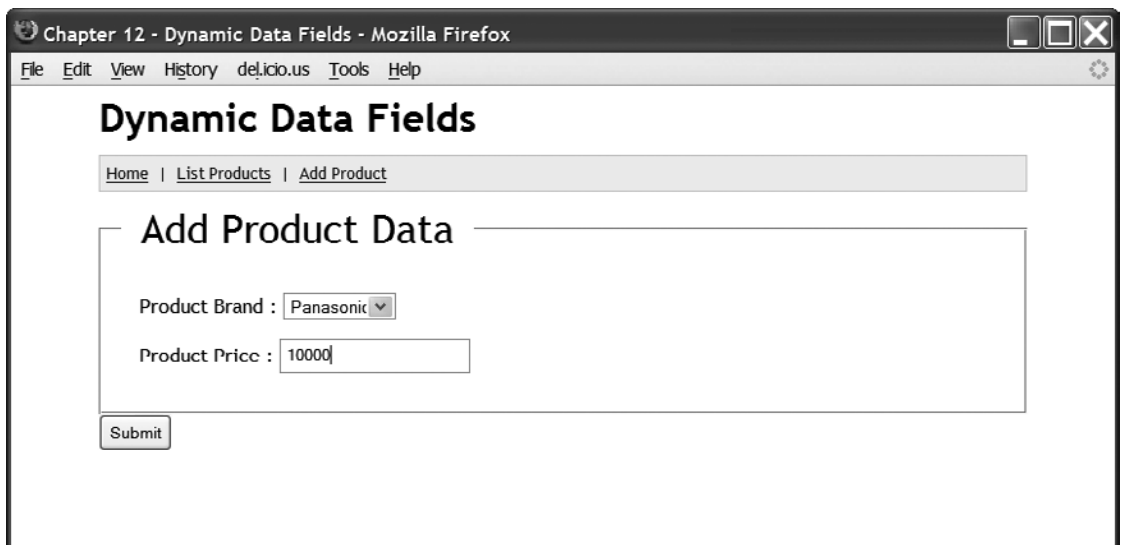 Chapter 12 - Dynamic Data Fields - Mozilla Firefox
File Edit View History del.icio.us Tools Help
Dynamic Data Fields
Home | List Products | Add Product
Add Product Data
Product Brand : Panasonic
Product Price : 10000
Submit